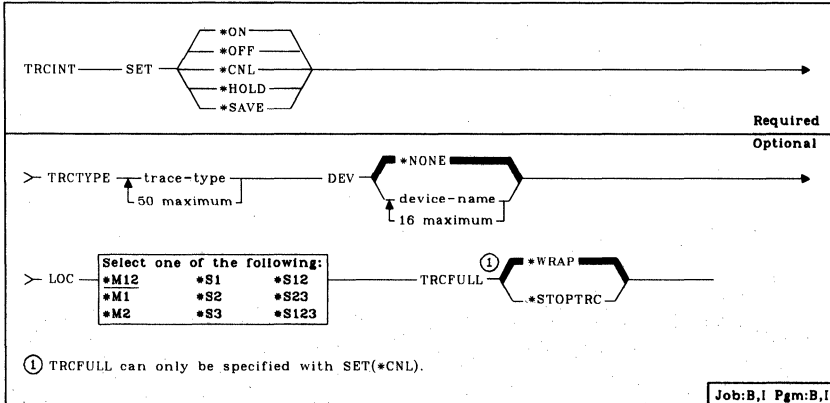 *ON
*OFF
TRCINT SET *CNL
*HOLD
*SAVE
Required
Optional
TRCTYPE trace-type DEV *NONE
50 maximum device-name
16 maximum
LOC Select one of the following: TRCFULL ① *WRAP
*M12 *S1 *S12
*M1 *S2 *S23 *STOPTRC
*M2 *S3 *S123
① TRCFULL can only be specified with SET(*CNL).
Job:B,I Pgm:B,I